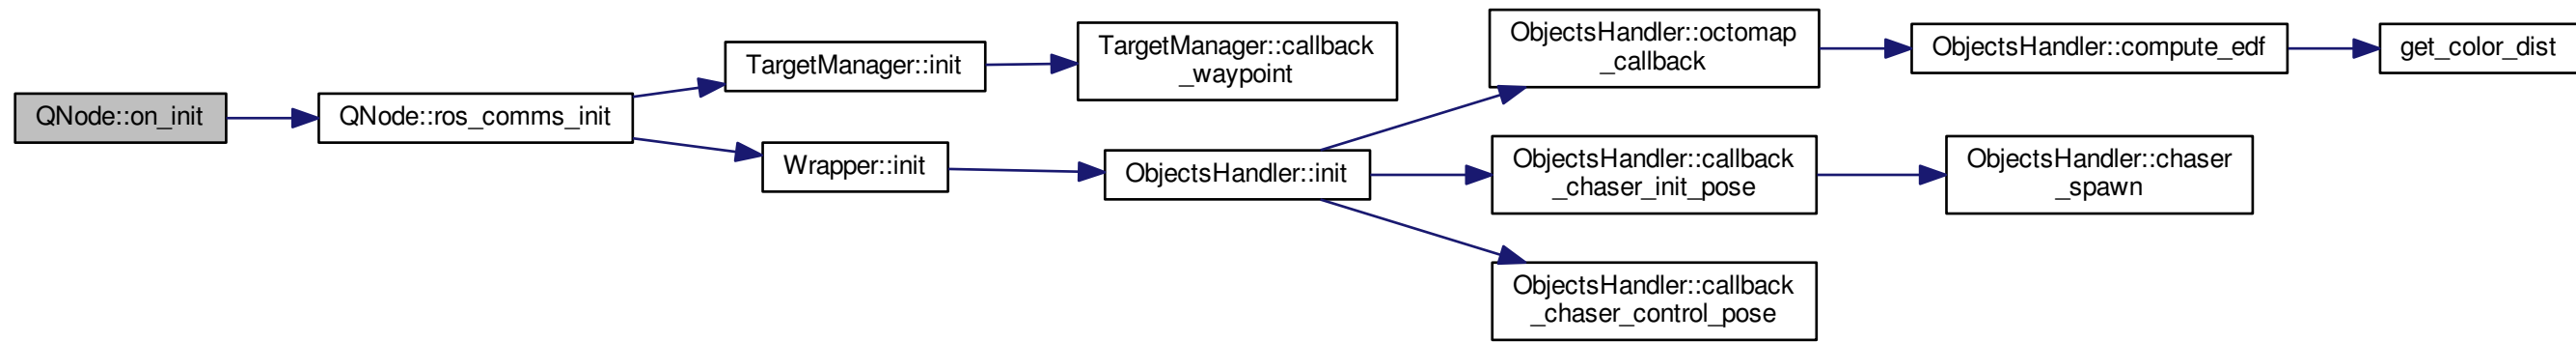 QNode::on_init
QNode::ros_comms_init
TargetManager::init
Wrapper::init
TargetManager::callback
_waypoint
ObjectsHandler::init
ObjectsHandler::octomap
_callback
ObjectsHandler::callback
_chaser_init_pose
ObjectsHandler::callback
_chaser_control_pose
ObjectsHandler::compute_edf
ObjectsHandler::chaser
_spawn
get_color_dist